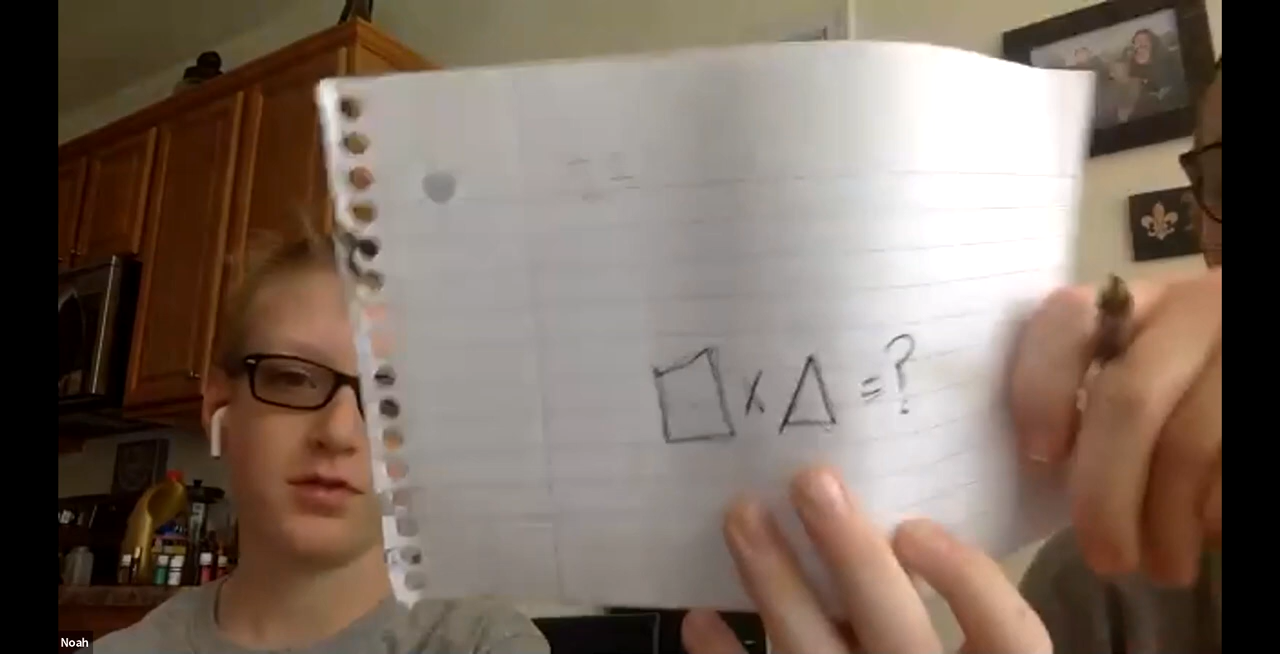 □ x △ = ?
Noah